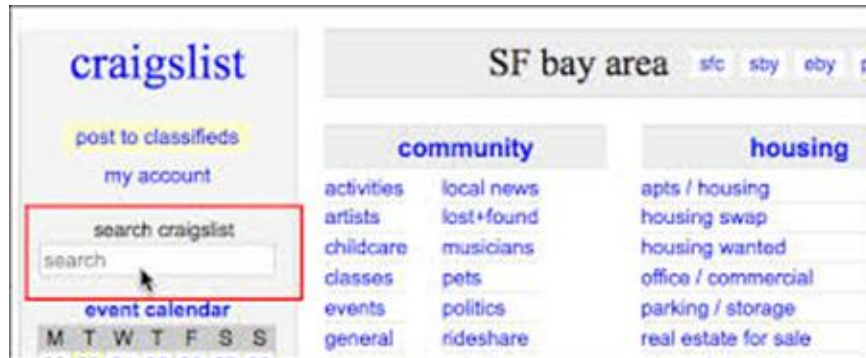 craigslist
post to classifieds
my account
search craigslist
search
event calendar
M T W T F S S
SF bay area sfc sby eby
community
activities local news
artists lost+found
childcare musicians
classes pets
events politics
general rideshare
housing
apts / housing
housing swap
housing wanted
office / commercial
parking / storage
real estate for sale